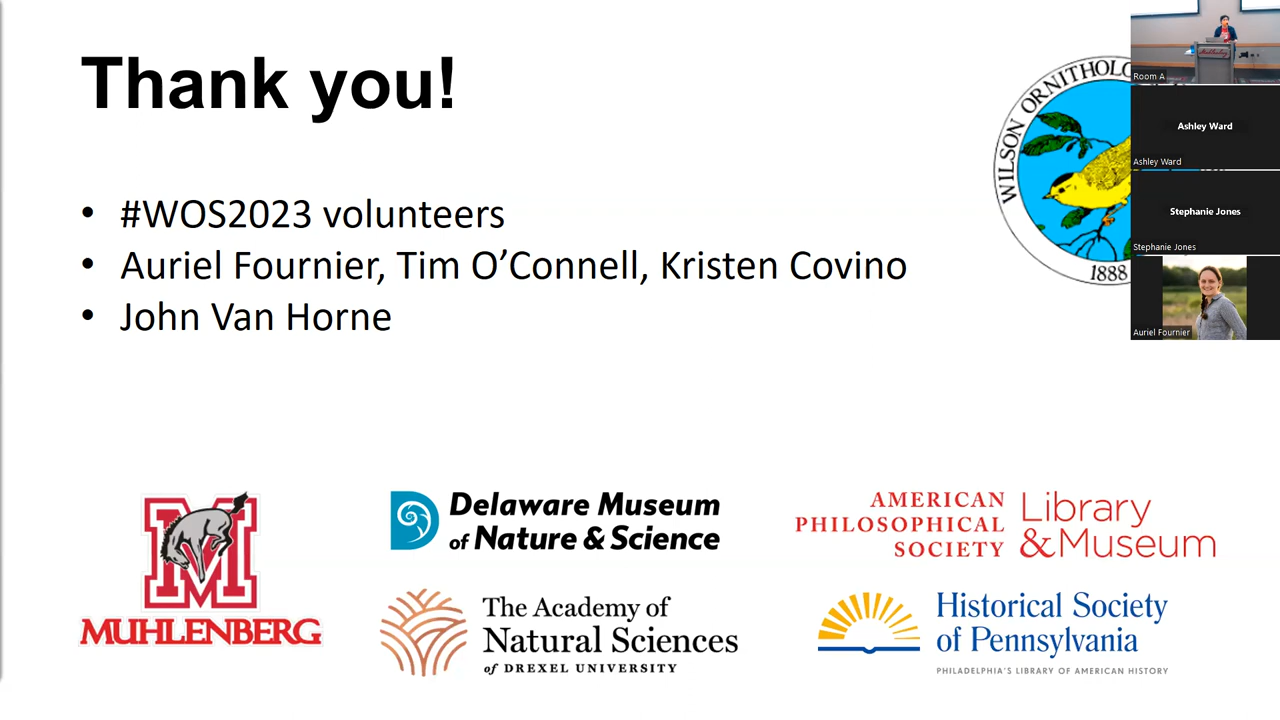 Thank you!
• #WOS2023 volunteers
• Auriel Fournier, Tim O’Connell, Kristen Covino
• John Van Horne
WILSON ORNITHOLO
1888
Room A
Ashley Ward
Ashley Ward
Stephanie Jones
Stephanie Jones
Auriel Fournier
MUHLENBERG
Delaware Museum
of Nature & Science
AMERICAN
PHILOSOPHICAL
SOCIETY
Library
&Museum
The Academy of
Natural Sciences
of DREXEL UNIVERSITY
Historical Society
of Pennsylvania
PHILADELPHIA'S LIBRARY OF AMERICAN HISTORY